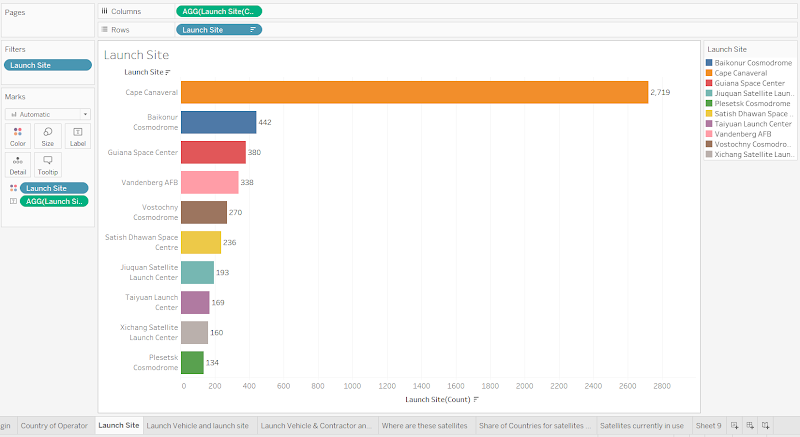 Pages
Columns
AGG(Launch Site(C..
Rows
Launch Site
Filters
Launch Site
Marks
Automatic
Color
Size
Label
Detail
Tooltip
Launch Site
AGG(Launch Si..
Launch Site
Launch Site
Cape Canaveral
2,719
Baikonur
Cosmodrome
442
Guiana Space Center
380
Vandenberg AFB
338
Vostochny
Cosmodrome
270
Satish Dhawan Space
Centre
236
Jiuquan Satellite
Launch Center
193
Taiyuan Launch
Center
169
Xichang Satellite
Launch Center
160
Plesetsk
Cosmodrome
134
0 200 400 600 800 1000 1200 1400 1600 1800 2000 2200 2400 2600 2800
Launch Site(Count)
Launch Site
Baikonur Cosmodrome
Cape Canaveral
Guiana Space Center
Jiuquan Satellite Laun..
Plesetsk Cosmodrome
Satish Dhawan Space ..
Taiyuan Launch Center
Vandenberg AFB
Vostochny Cosmodro..
Xichang Satellite Laun..
gin Country of Operator Launch Site Launch Vehicle and launch site Launch Vehicle & Contractor an... Where are these satellites Share of Countries for satellites ... Satellites currently in use Sheet 9